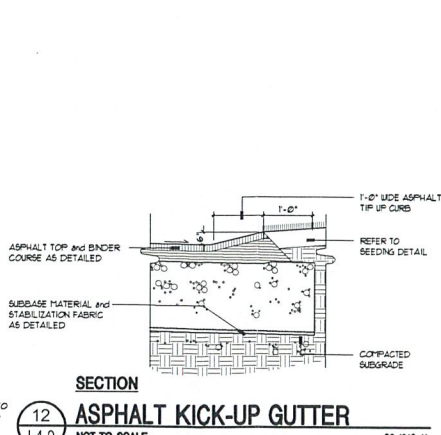 1'-0" WIDE ASPHALT
TIP UP CURB
1'-0"
6"
ASPHALT TOP and BINDER
COURSE AS DETAILED
REFER TO
SEEDING DETAIL
SUBBASE MATERIAL and
STABILIZATION FABRIC
AS DETAILED
COMPACTED
SUBGRADE
SECTION
12
ASPHALT KICK-UP GUTTER
NOT TO SCALE